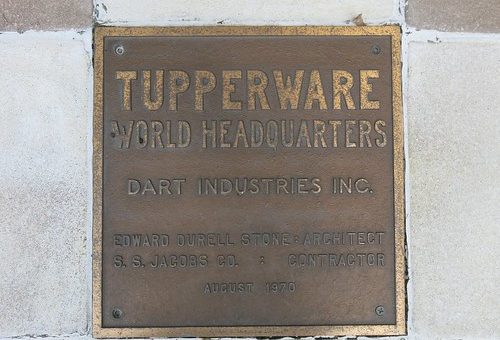 TUPPERWARE
WORLD HEADQUARTERS
DART INDUSTRIES INC.
EDWARD DURELL STONE : ARCHITECT
S. S. JACOBS CO. : CONTRACTOR
AUGUST 1970